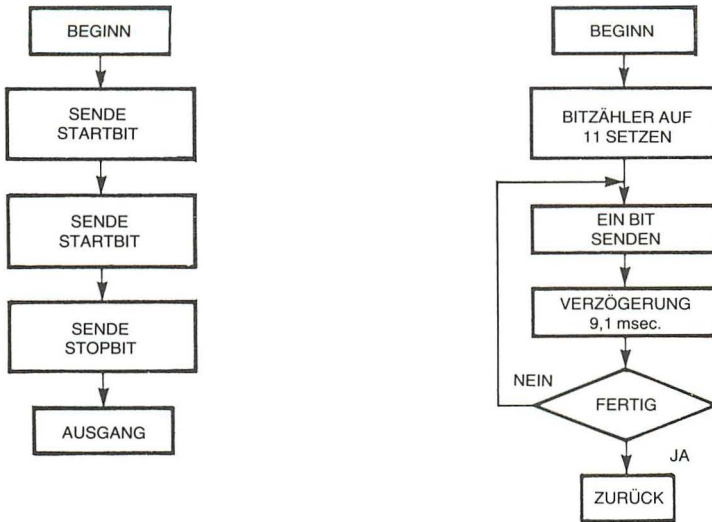 BEGINN
SENDE
STARTBIT
SENDE
STARTBIT
SENDE
STOPBIT
AUSGANG
BEGINN
BITZÄHLER AUF
11 SETZEN
EIN BIT
SENDEN
VERZÖGERUNG
9,1 msec.
NEIN
FERTIG
JA
ZURÜCK